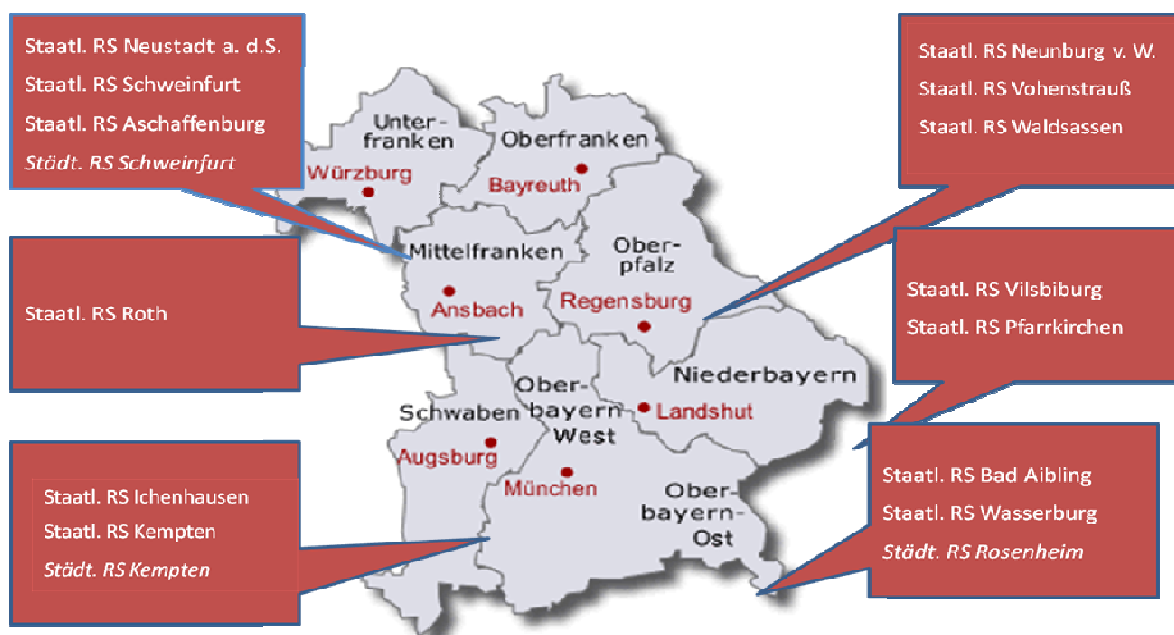 Staatl. RS Neustadt a. d.S.
Staatl. RS Schweinfurt
Staatl. RS Aschaffenburg
Städt. RS Schweinfurt
Staatl. RS Roth
Staatl. RS Ichenhausen
Staatl. RS Kempten
Städt. RS Kempten
Unter-
franken
Würzburg
Oberfranken
Bayreuth
Mittelfranken
Ansbach
Ober-
pfalz
Regensburg
Niederbayern
Landshut
Schwaben
Augsburg
Ober-
bayern
West
München
Ober-
bayern-
Ost
Staatl. RS Neunburg v. W.
Staatl. RS Vohenstrauß
Staatl. RS Waldsassen
Staatl. RS Vilsbiburg
Staatl. RS Pfarrkirchen
Staatl. RS Bad Aibling
Staatl. RS Wasserburg
Städt. RS Rosenheim